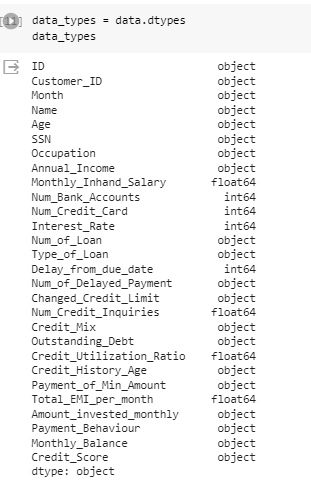 [11] data_types = data.dtypes
data_types
ID object
Customer_ID object
Month object
Name object
Age object
SSN object
Occupation object
Annual_Income object
Monthly_Inhand_Salary float64
Num_Bank_Accounts int64
Num_Credit_Card int64
Interest_Rate int64
Num_of_Loan object
Type_of_Loan object
Delay_from_due_date int64
Num_of_Delayed_Payment object
Changed_Credit_Limit object
Num_Credit_Inquiries float64
Credit_Mix object
Outstanding_Debt object
Credit_Utilization_Ratio float64
Credit_History_Age object
Payment_of_Min_Amount object
Total_EMI_per_month float64
Amount_invested_monthly object
Payment_Behaviour object
Monthly_Balance object
Credit_Score object
dtype: object